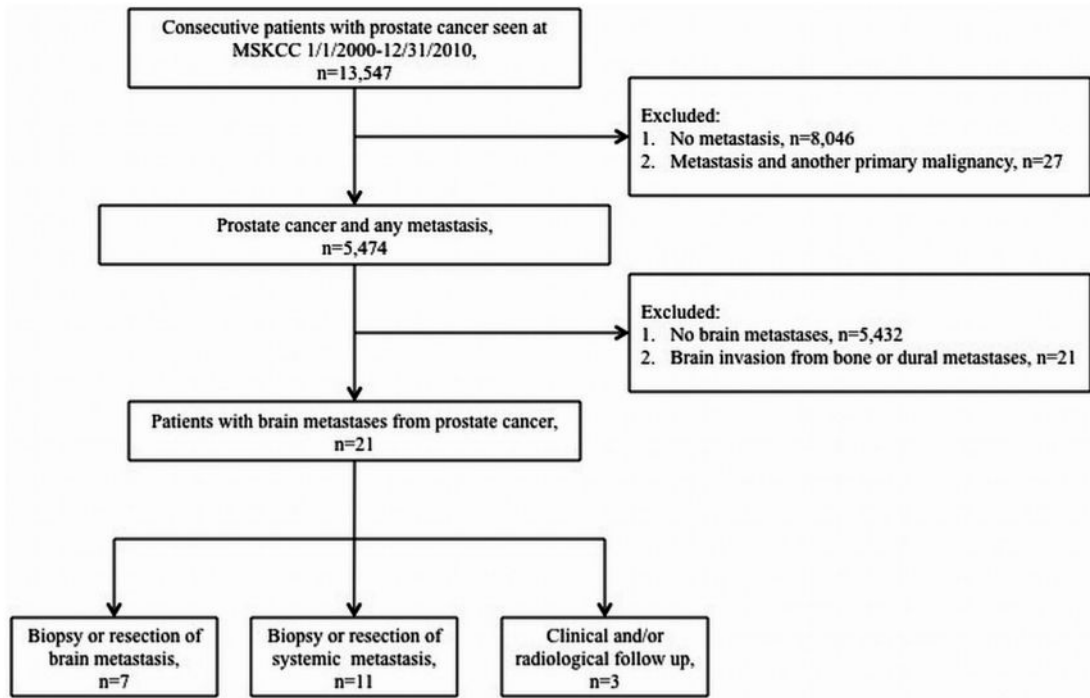 Consecutive patients with prostate cancer seen at
MSKCC 1/1/2000-12/31/2010,
n=13,547
Excluded:
1. No metastasis, n=8,046
2. Metastasis and another primary malignancy, n=27
Prostate cancer and any metastasis,
n=5,474
Excluded:
1. No brain metastases, n=5,432
2. Brain invasion from bone or dural metastases, n=21
Patients with brain metastases from prostate cancer,
n=21
Biopsy or resection of
brain metastasis,
n=7
Biopsy or resection of
systemic metastasis,
n=11
Clinical and/or
radiological follow up,
n=3